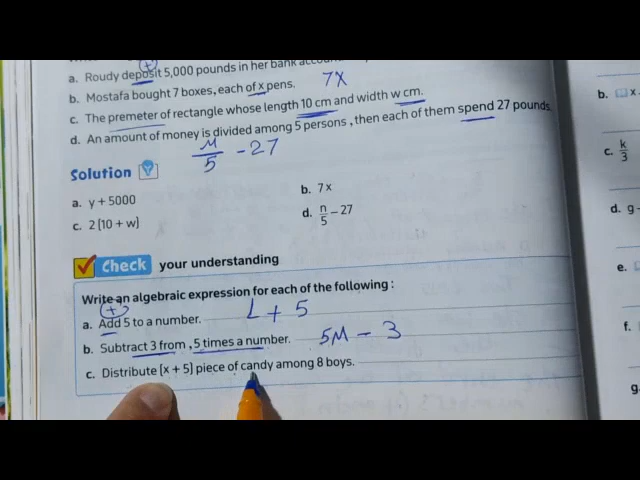 (+)
a. Roudy deposit 5,000 pounds in her bank
b. Mostafa bought 7 boxes, each of x pens. 7X
c. The premeter of rectangle whose length 10 cm and width w cm.
d. An amount of money is divided among 5 persons, then each of them spend 27 pounds.
M/5 - 27
Solution
a. y + 5000
b. 7x
c. 2(10 + w)
d. n/5 - 27
Check your understanding
Write an algebraic expression for each of the following :
(+)
a. Add 5 to a number. L + 5
b. Subtract 3 from , 5 times a number. 5M - 3
c. Distribute (x + 5) piece of candy among 8 boys.
b. x
c. k/3
d. g-
e.
f.
g.